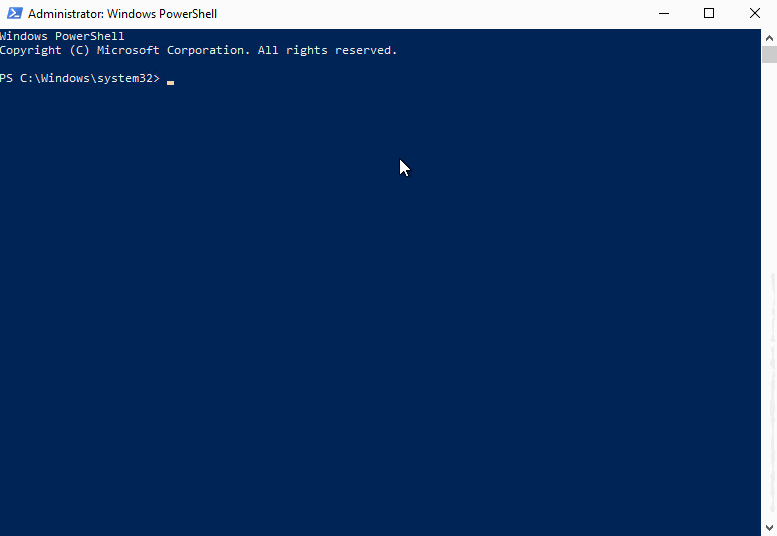 Administrator: Windows PowerShell
Windows PowerShell
Copyright (C) Microsoft Corporation. All rights reserved.
PS C:\Windows\system32>